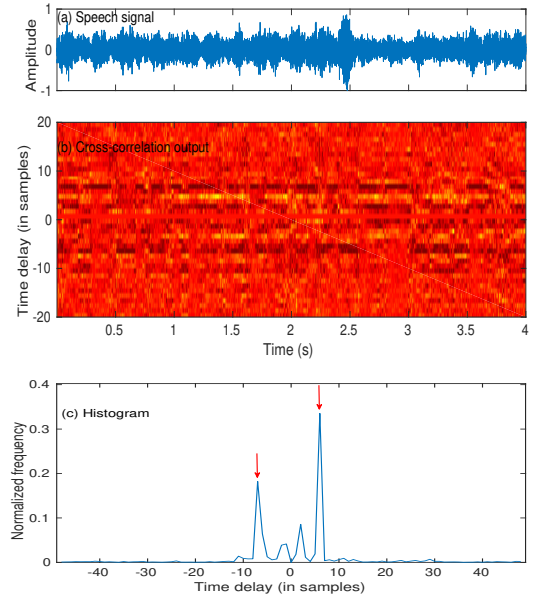 (a) Speech signal
1
0
-1
Amplitude
(b) Cross-correlation output
20
10
0
-10
-20
Time delay (in samples)
0.5 1 1.5 2 2.5 3 3.5 4
Time (s)
(c) Histogram
0.4
0.3
0.2
0.1
0
Normalized frequency
-40 -30 -20 -10 0 10 20 30 40
Time delay (in samples)